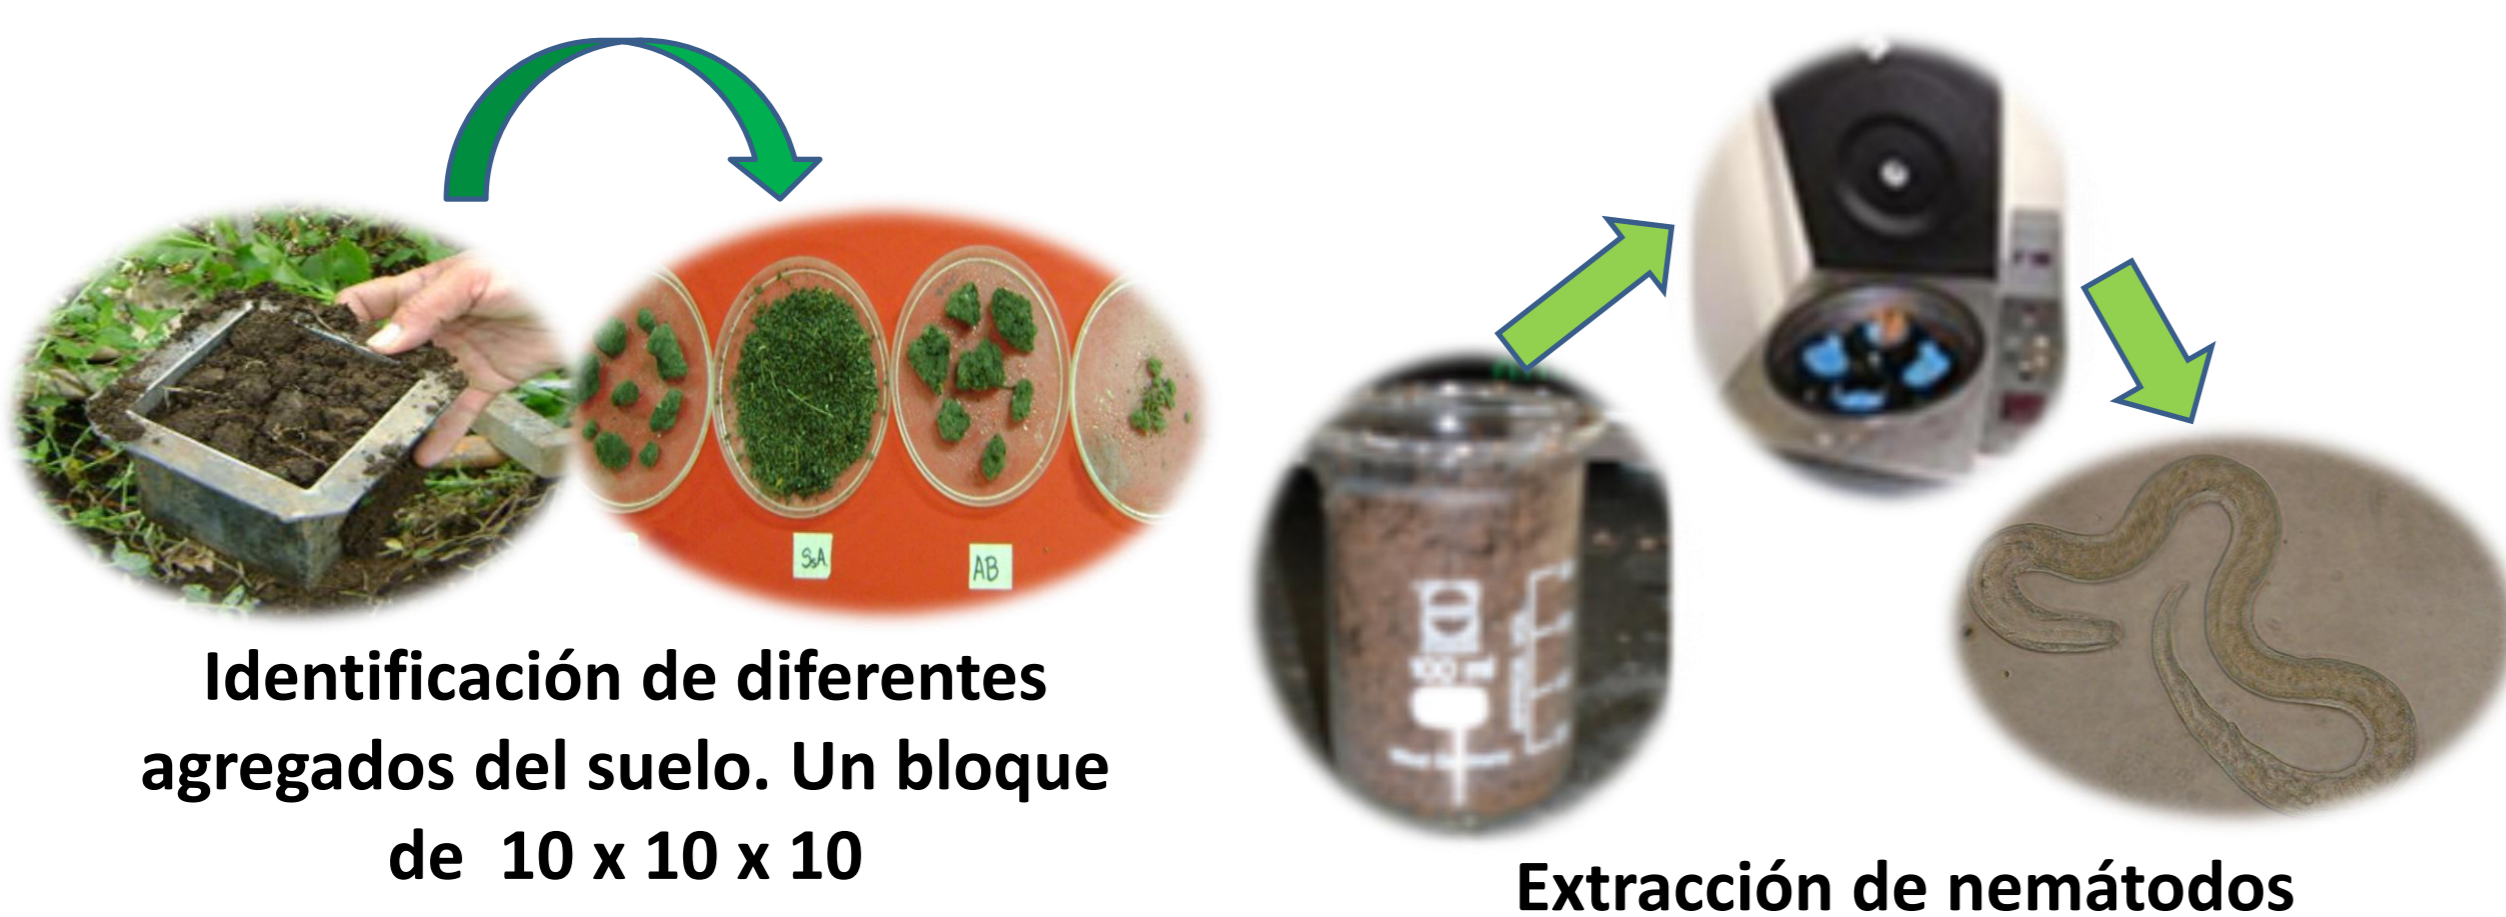 SsA
AB
Identificación de diferentes
agregados del suelo. Un bloque
de 10 x 10 x 10
100 ml
Extracción de nemátodos